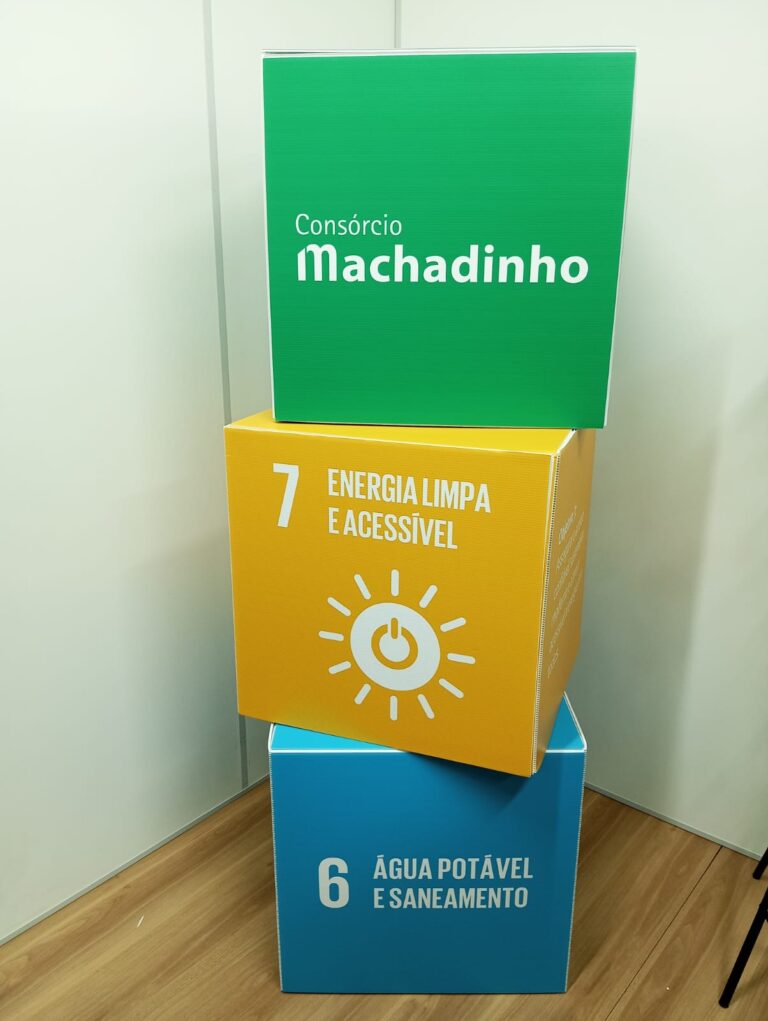 Consórcio
Machadinho
7
ENERGIA LIMPA
E ACESSÍVEL
6
ÁGUA POTÁVEL
E SANEAMENTO